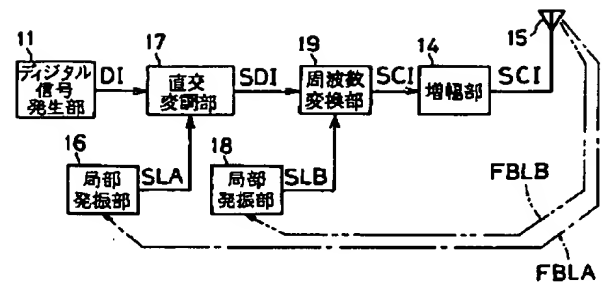 11
ディジタル
信号
発生部
DI
17
直交
変調部
SDI
19
周波数
変換部
SCI
14
増幅部
SCI
15
16
局部
発振部
SLA
18
局部
発振部
SLB
FBLB
FBLA